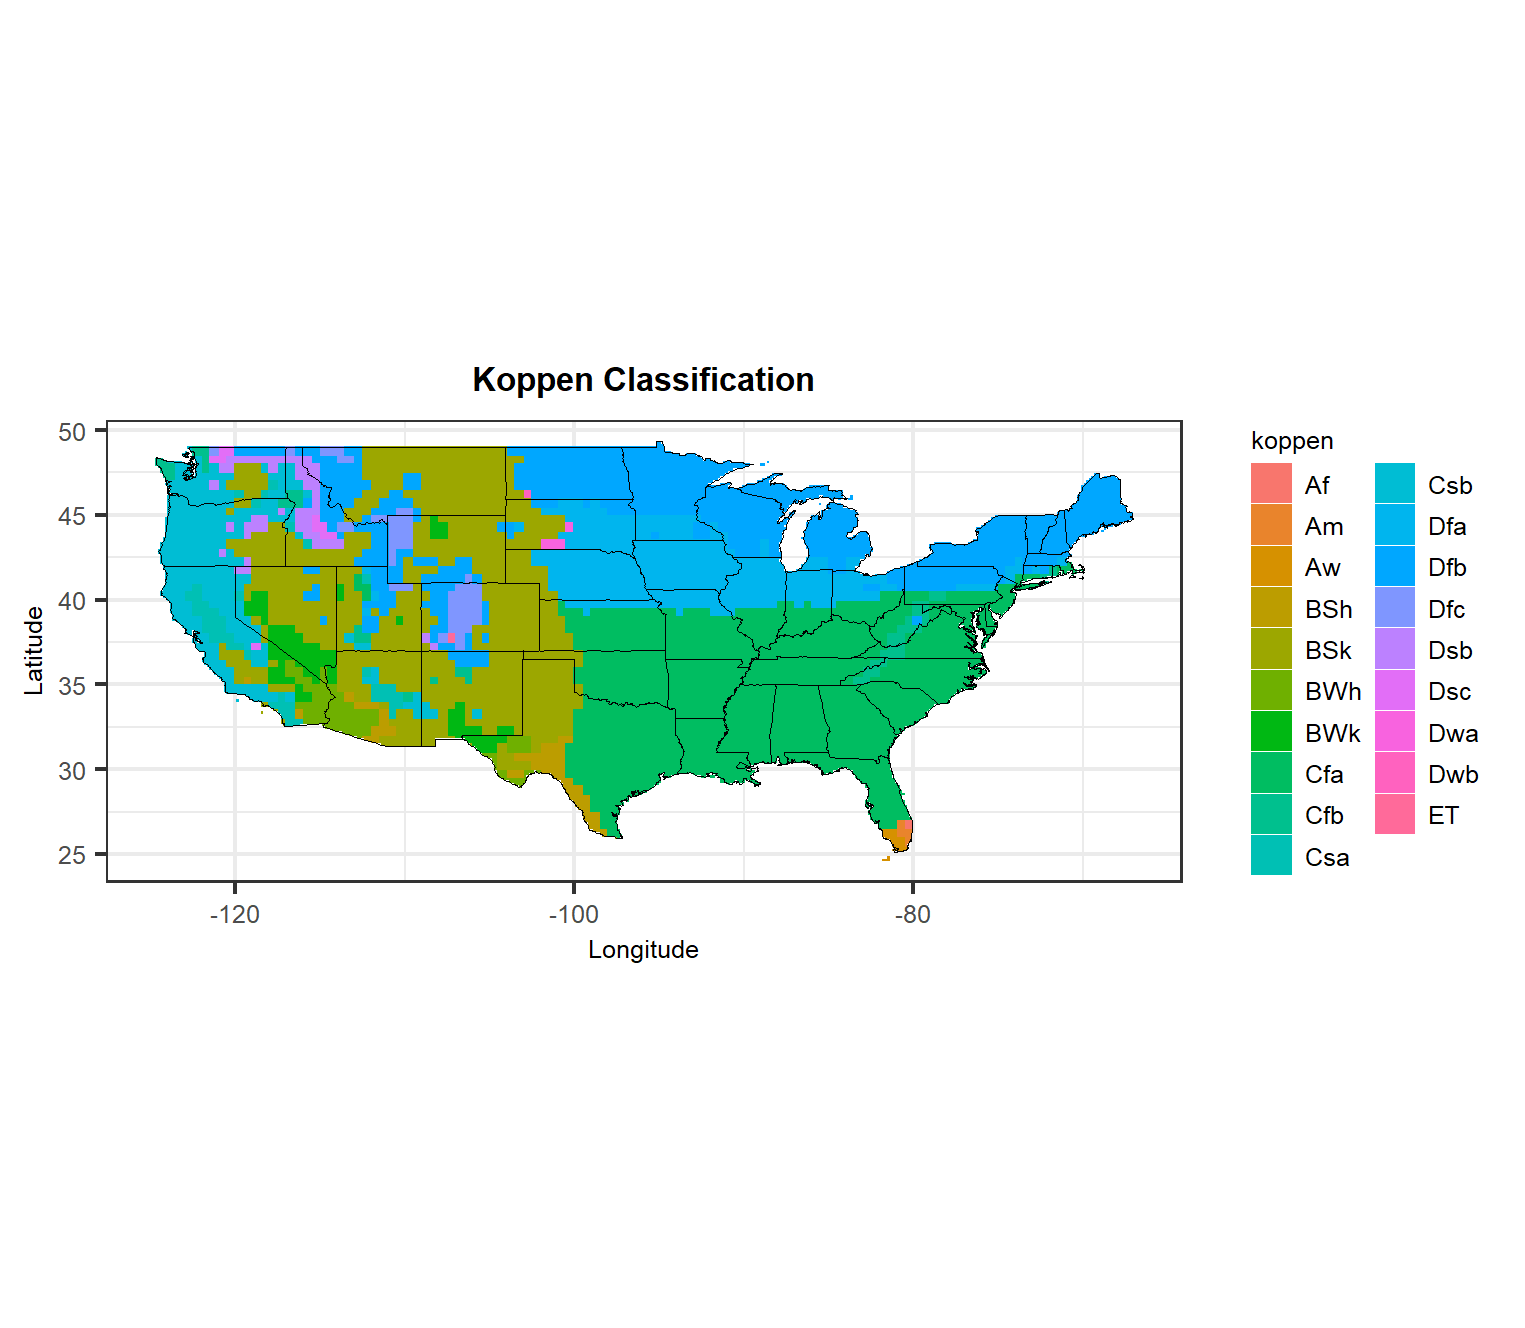 Koppen Classification
50
45
40
35
30
25
Latitude
-120
-100
-80
Longitude
koppen
Af
Am
Aw
BSh
BSk
BWh
BWk
Cfa
Cfb
Csa
Csb
Dfa
Dfb
Dfc
Dsb
Dsc
Dwa
Dwb
ET